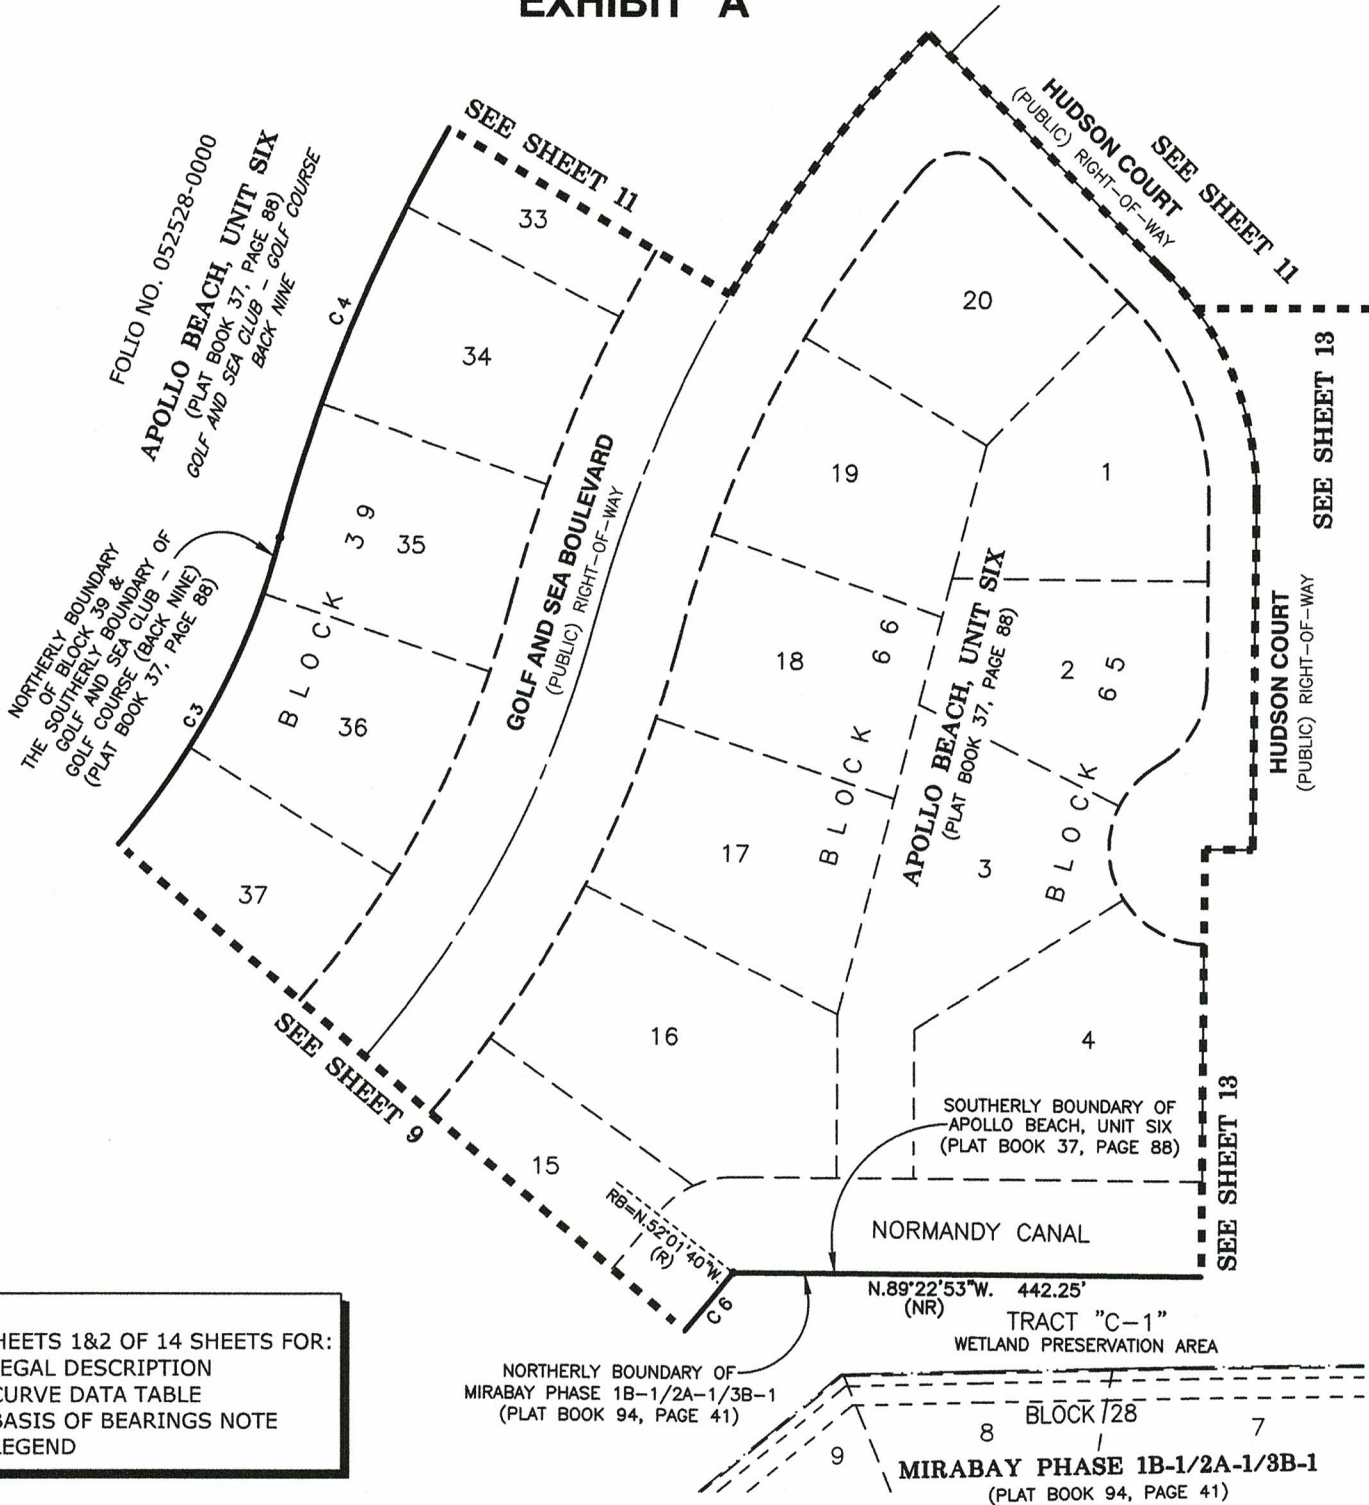 EXHIBIT "A"
HUDSON COURT
(PUBLIC) RIGHT-OF-WAY
SEE SHEET 11
SEE SHEET 11
FOLIO NO. 052528-0000
APOLLO BEACH, UNIT SIX
(PLAT BOOK 37, PAGE 88)
GOLF AND SEA CLUB - GOLF COURSE
BACK NINE
33
34
C 4
39
35
BLOCK
36
C 3
37
NORTHERLY BOUNDARY
OF BLOCK 39 &
THE SOUTHERLY BOUNDARY OF
GOLF AND SEA CLUB -
GOLF COURSE (BACK NINE)
(PLAT BOOK 37, PAGE 88)
GOLF AND SEA BOULEVARD
(PUBLIC) RIGHT-OF-WAY
20
19
18
66
BLOCK
17
16
15
APOLLO BEACH, UNIT SIX
(PLAT BOOK 37, PAGE 88)
1
2
65
BLOCK
3
4
SEE SHEET 13
HUDSON COURT
(PUBLIC) RIGHT-OF-WAY
SEE SHEET 9
SOUTHERLY BOUNDARY OF
APOLLO BEACH, UNIT SIX
(PLAT BOOK 37, PAGE 88)
SEE SHEET 13
RB=N.52°01'40"W.
(R)
NORMANDY CANAL
C 6
N.89°22'53"W. 442.25'
(NR)
TRACT "C-1"
WETLAND PRESERVATION AREA
NORTHERLY BOUNDARY OF
MIRABAY PHASE 1B-1/2A-1/3B-1
(PLAT BOOK 94, PAGE 41)
BLOCK 28
9
8
7
MIRABAY PHASE 1B-1/2A-1/3B-1
(PLAT BOOK 94, PAGE 41)
HEETS 1&2 OF 14 SHEETS FOR:
EGAL DESCRIPTION
CURVE DATA TABLE
BASIS OF BEARINGS NOTE
LEGEND